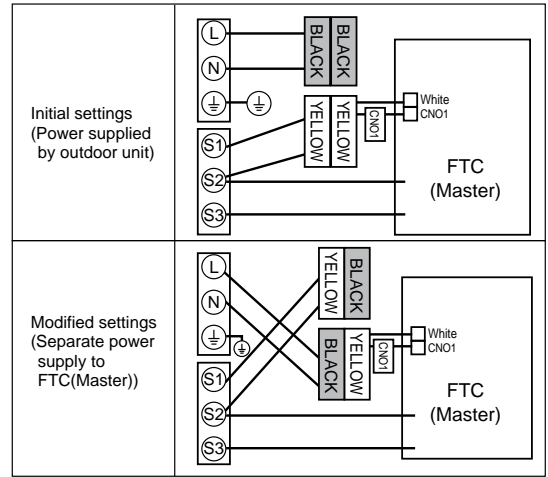 Initial settings
(Power supplied
by outdoor unit)
L
N
S1
S2
S3
BLACK
BLACK
YELLOW
YELLOW
CNO1
White
CNO1
FTC
(Master)
Modified settings
(Separate power
supply to
FTC(Master))
L
N
S1
S2
S3
YELLOW
BLACK
BLACK
YELLOW
CNO1
White
CNO1
FTC
(Master)